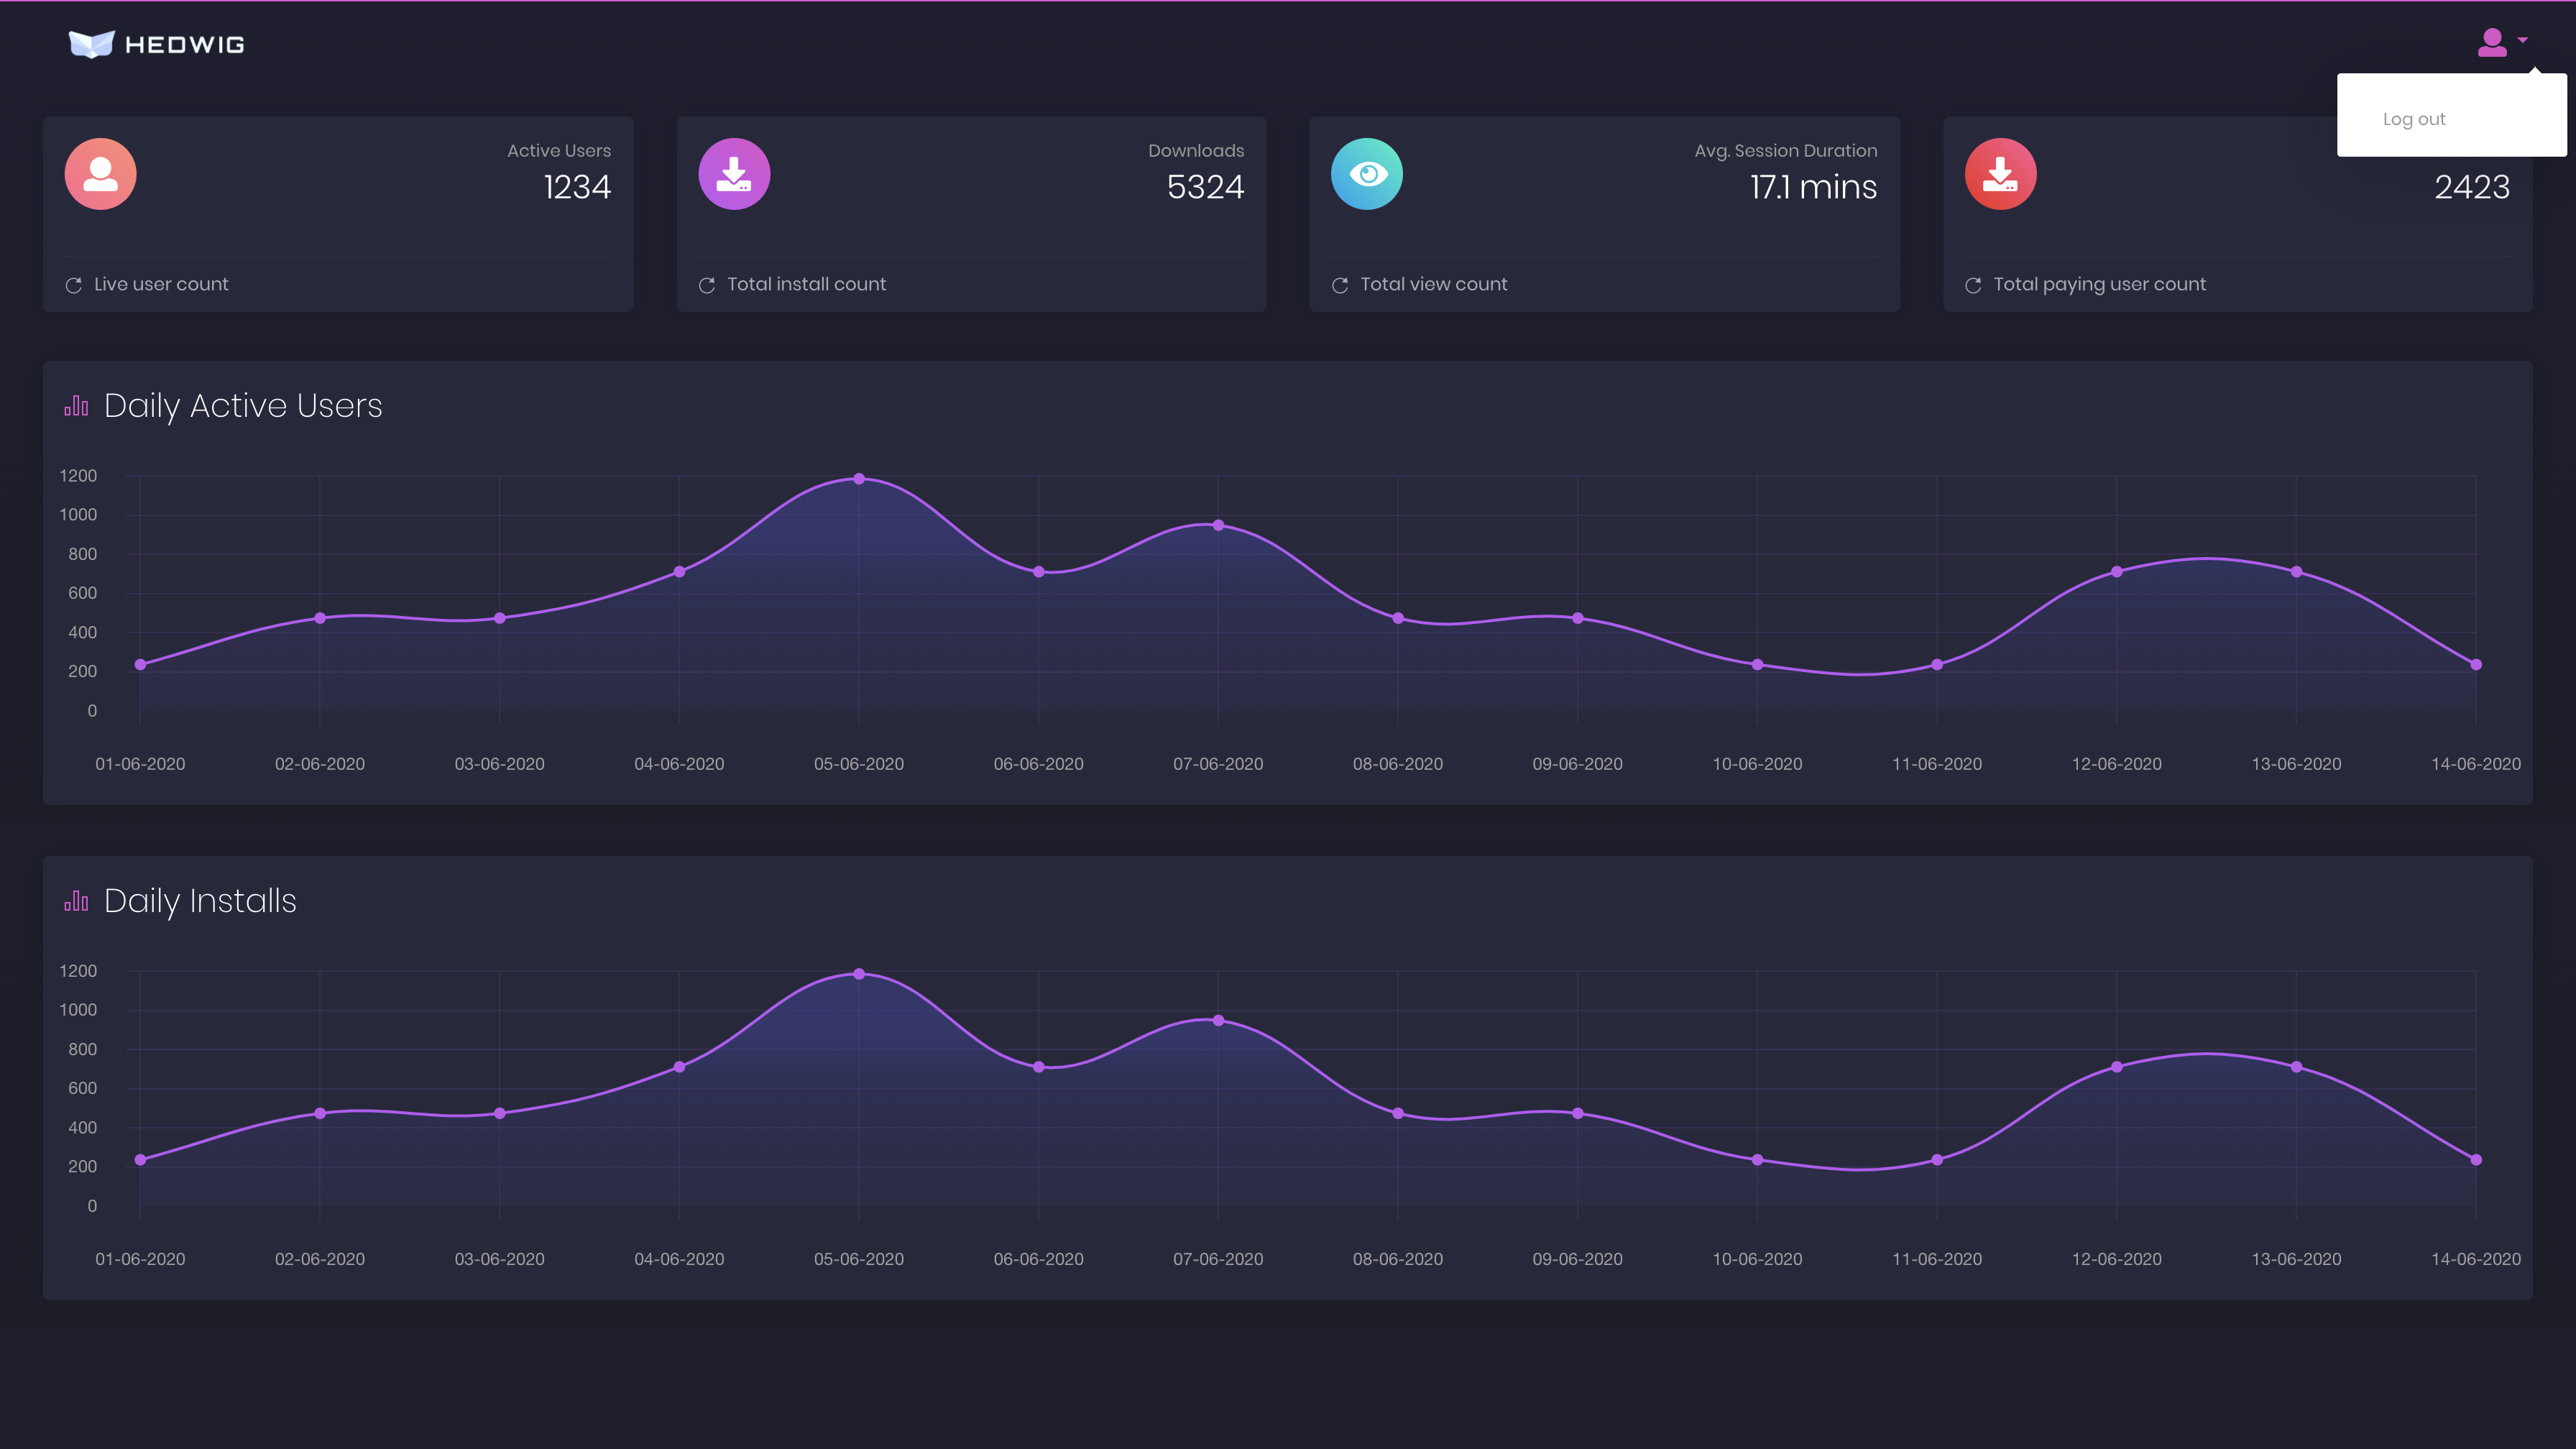 HEDWIG
Log out
Active Users
1234
Live user count
Downloads
5324
Total install count
Avg. Session Duration
17.1 mins
Total view count
2423
Total paying user count
Daily Active Users
1200
1000
800
600
400
200
0
01-06-2020 02-06-2020 03-06-2020 04-06-2020 05-06-2020 06-06-2020 07-06-2020 08-06-2020 09-06-2020 10-06-2020 11-06-2020 12-06-2020 13-06-2020 14-06-2020
Daily Installs
1200
1000
800
600
400
200
0
01-06-2020 02-06-2020 03-06-2020 04-06-2020 05-06-2020 06-06-2020 07-06-2020 08-06-2020 09-06-2020 10-06-2020 11-06-2020 12-06-2020 13-06-2020 14-06-2020